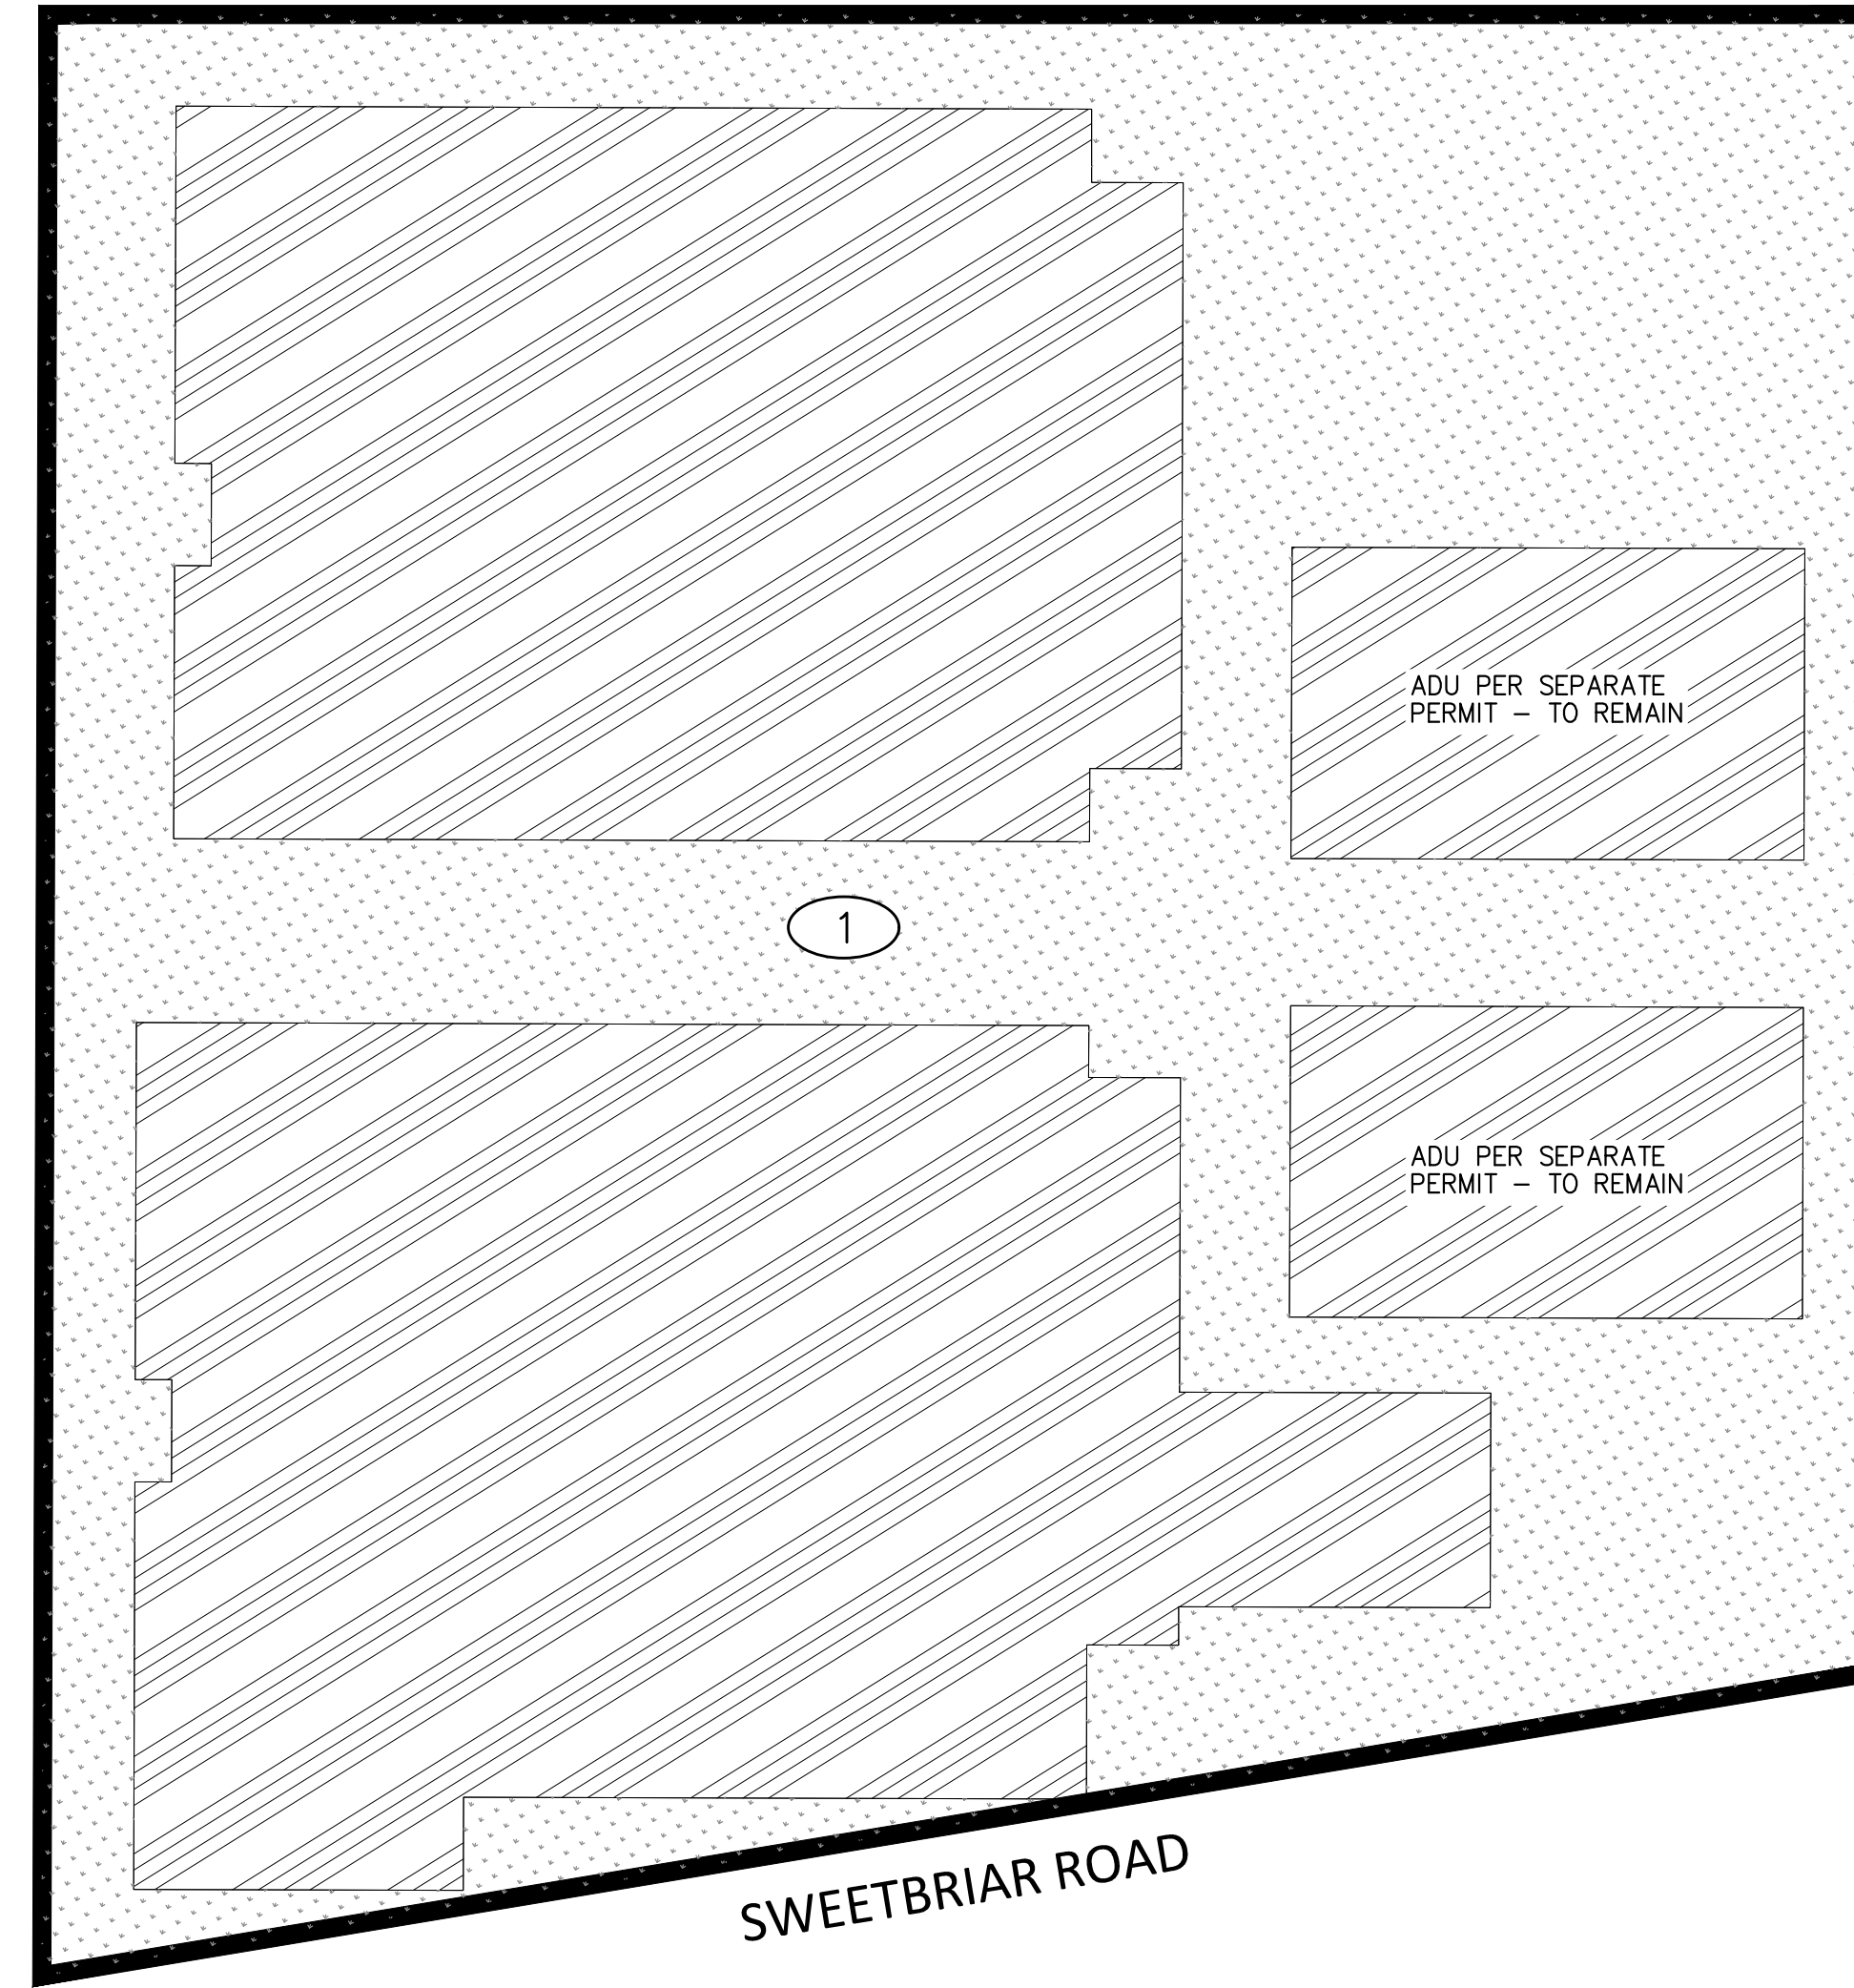 ADU PER SEPARATE
PERMIT – TO REMAIN
1
ADU PER SEPARATE
PERMIT – TO REMAIN
SWEETBRIAR ROAD